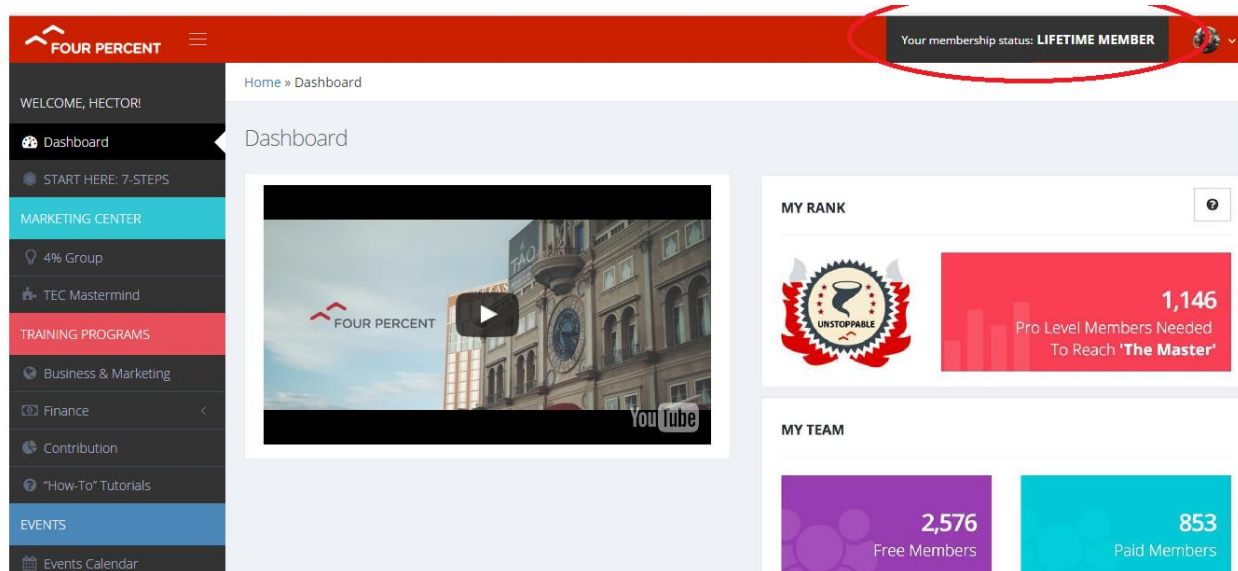 FOUR PERCENT
Your membership status: LIFETIME MEMBER
WELCOME, HECTOR!
Dashboard
START HERE: 7-STEPS
MARKETING CENTER
4% Group
TEC Mastermind
TRAINING PROGRAMS
Business & Marketing
Finance
Contribution
"How-To" Tutorials
EVENTS
Events Calendar
Home » Dashboard
Dashboard
TAO
FOUR PERCENT
YouTube
MY RANK
UNSTOPPABLE
1,146
Pro Level Members Needed
To Reach 'The Master'
MY TEAM
2,576
Free Members
853
Paid Members